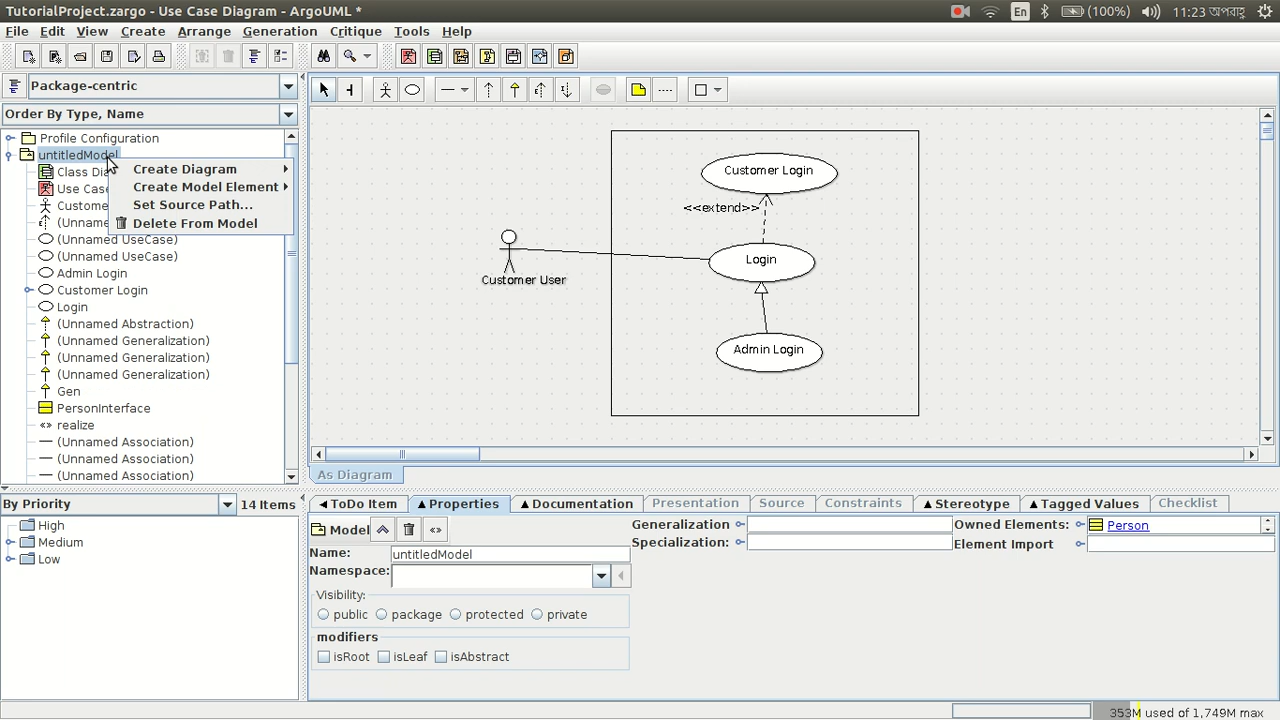 TutorialProject.zargo - Use Case Diagram - ArgoUML *
En
(100%)
11:23 অপরাহ্ণ
File Edit View Create Arrange Generation Critique Tools Help
Package-centric
Order By Type, Name
Profile Configuration
untitledModel
Class Dia
Use Case
Custome
(Unname
(Unnamed UseCase)
(Unnamed UseCase)
Admin Login
Customer Login
Login
(Unnamed Abstraction)
(Unnamed Generalization)
(Unnamed Generalization)
(Unnamed Generalization)
Gen
PersonInterface
realize
(Unnamed Association)
(Unnamed Association)
(Unnamed Association)
Create Diagram
Create Model Element
Set Source Path...
Delete From Model
Customer Login
<<extend>>
Login
Customer User
Admin Login
As Diagram
By Priority 14 Items
High
Medium
Low
ToDo Item Properties Documentation Presentation Source Constraints Stereotype Tagged Values Checklist
Model
Name: untitledModel
Namespace:
Visibility:
public package protected private
modifiers
isRoot isLeaf isAbstract
Generalization
Specialization:
Owned Elements: Person
Element Import
353M used of 1,749M max